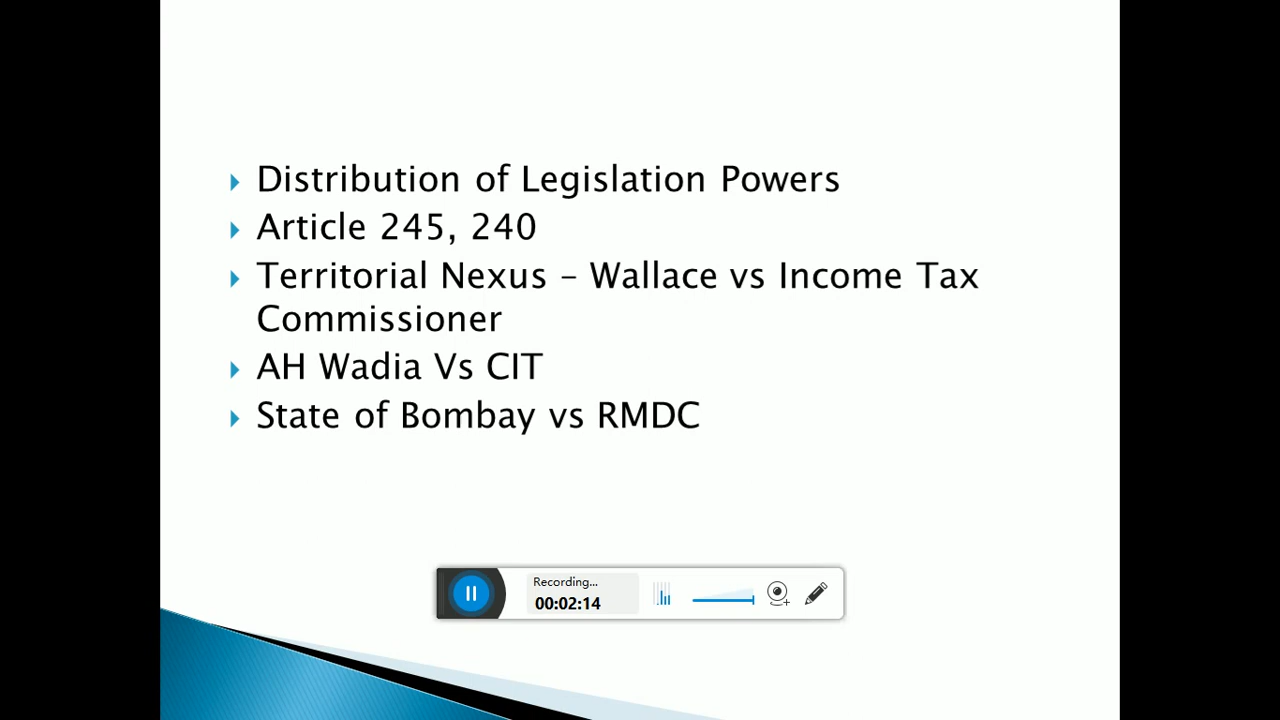 Distribution of Legislation Powers
Article 245, 240
Territorial Nexus – Wallace vs Income Tax
Commissioner
AH Wadia Vs CIT
State of Bombay vs RMDC
Recording...
00:02:14